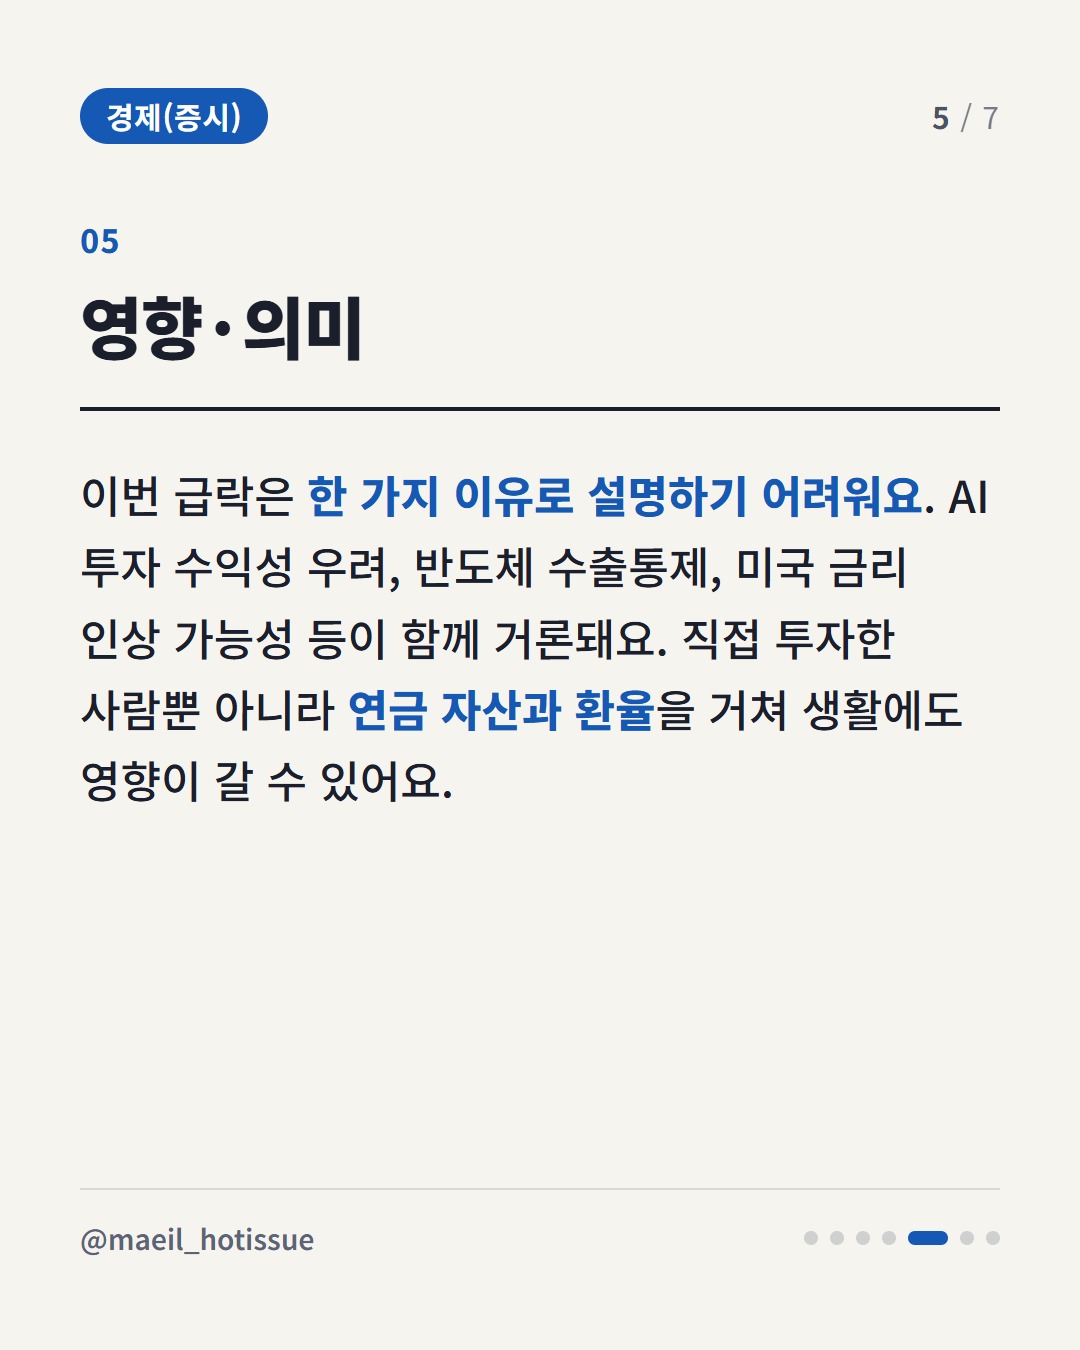 경제(증시)
5 / 7
05
영향·의미
이번 급락은 한 가지 이유로 설명하기 어려워요. AI
투자 수익성 우려, 반도체 수출통제, 미국 금리
인상 가능성 등이 함께 거론돼요. 직접 투자한
사람뿐 아니라 연금 자산과 환율을 거쳐 생활에도
영향이 갈 수 있어요.
@maeil_hotissue